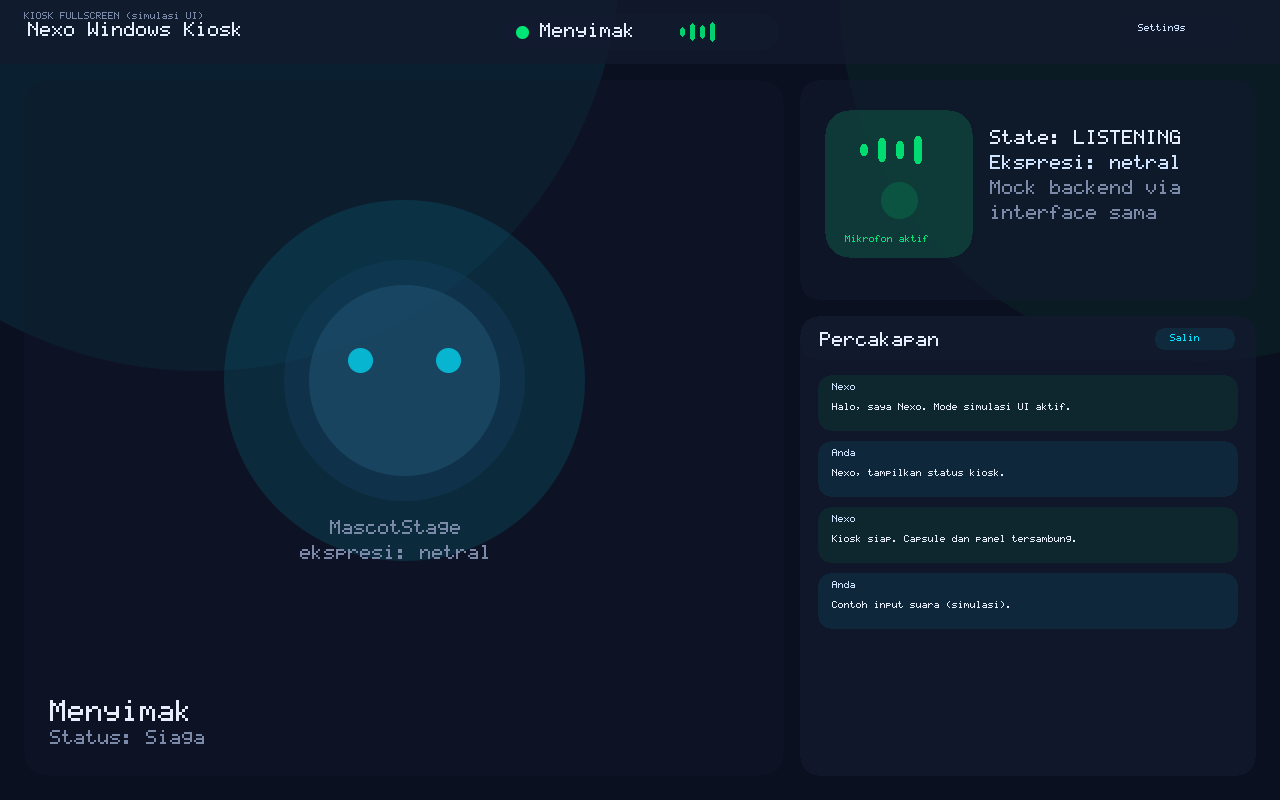 KIOSK FULLSCREEN (simulasi UI)
Nexo Windows Kiosk
Menyimak
Settings
State: LISTENING
Ekspresi: netral
Mock backend via
interface sama
Mikrofon aktif
MascotStage
ekspresi: netral
Menyimak
Status: Siaga
Percakapan
Salin
Nexo
Halo, saya Nexo. Mode simulasi UI aktif.
Anda
Nexo, tampilkan status kiosk.
Nexo
Kiosk siap. Capsule dan panel tersambung.
Anda
Contoh input suara (simulasi).